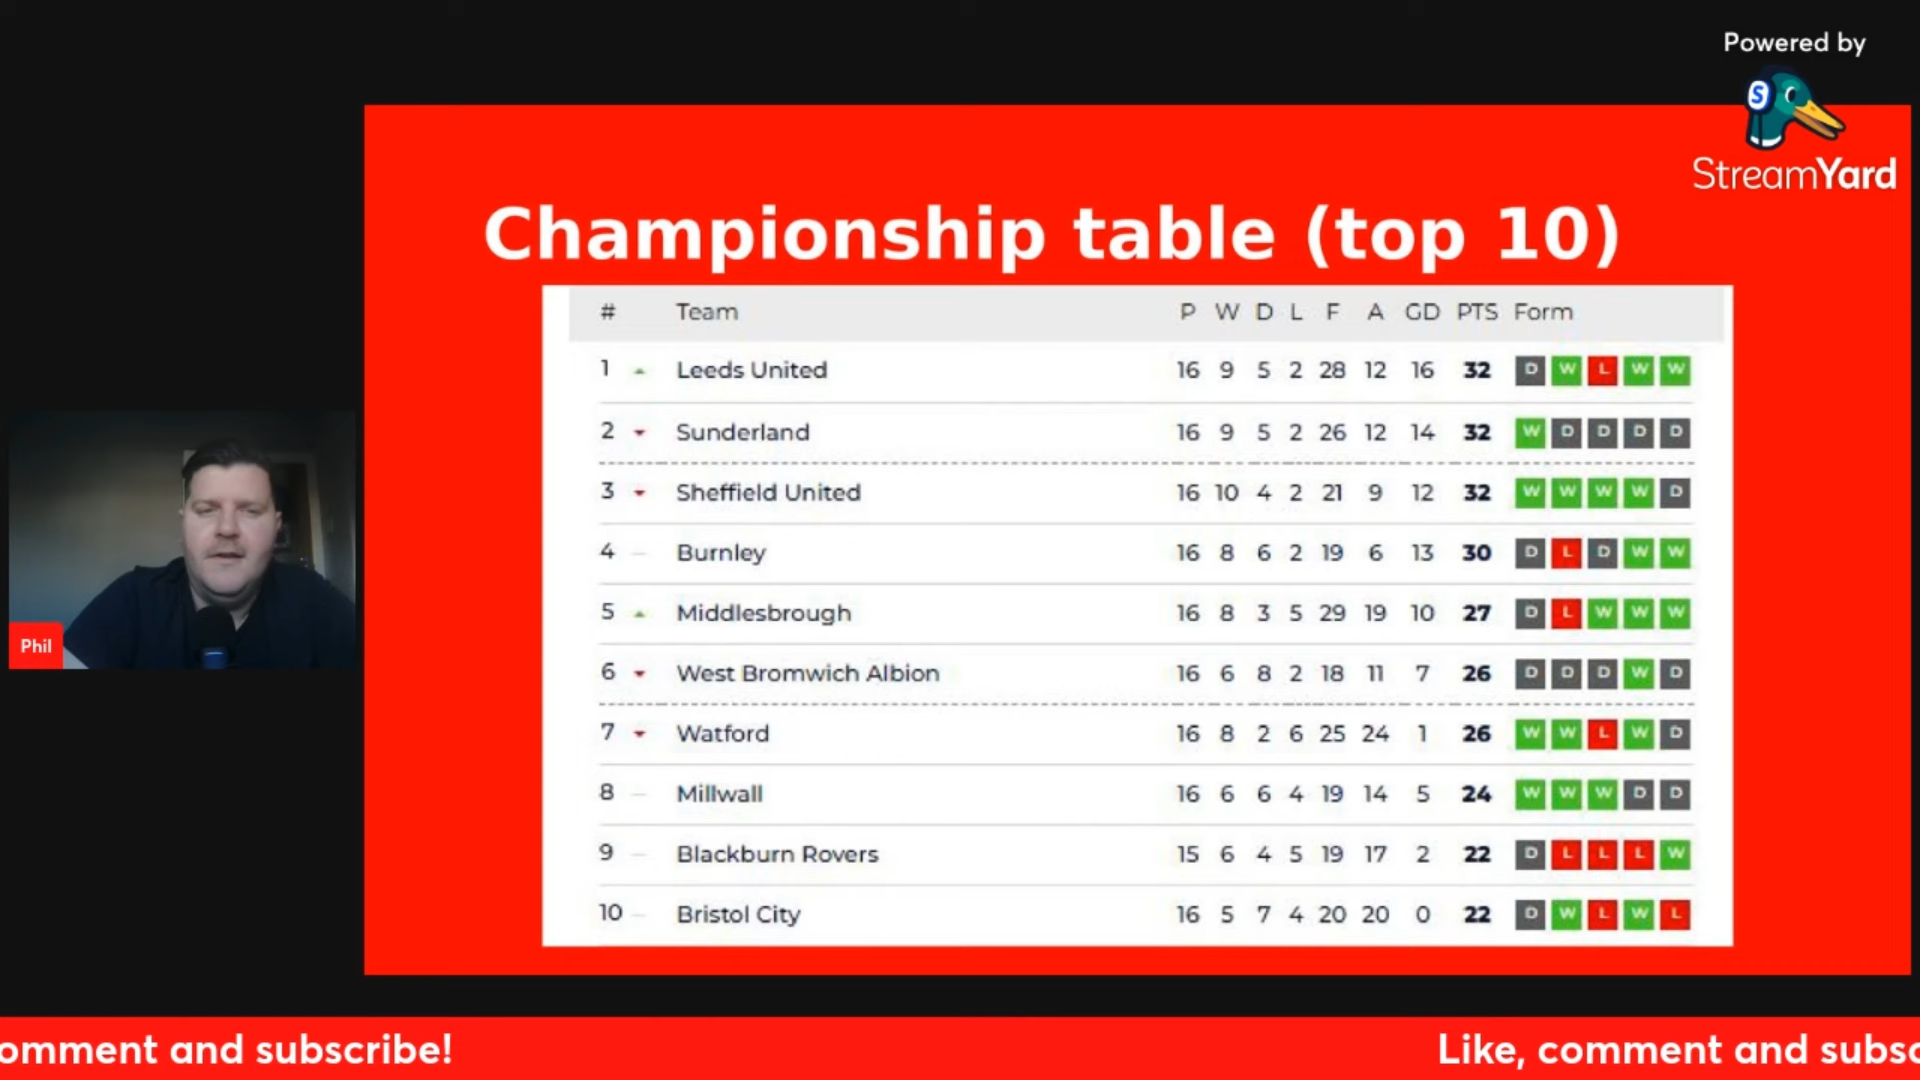 Powered by
StreamYard
Championship table (top 10)
# Team P W D L F A GD PTS Form
1 Leeds United 16 9 5 2 28 12 16 32 D W L W W
2 Sunderland 16 9 5 2 26 12 14 32 W D D D D
3 Sheffield United 16 10 4 2 21 9 12 32 W W W W D
4 Burnley 16 8 6 2 19 6 13 30 D L D W W
5 Middlesbrough 16 8 3 5 29 19 10 27 D L W W W
6 West Bromwich Albion 16 6 8 2 18 11 7 26 D D D W D
7 Watford 16 8 2 6 25 24 1 26 W W L W D
8 Millwall 16 6 6 4 19 14 5 24 W W W D D
9 Blackburn Rovers 15 6 4 5 19 17 2 22 D L L L W
10 Bristol City 16 5 7 4 20 20 0 22 D W L W L
Phil
omment and subscribe! Like, comment and subsc